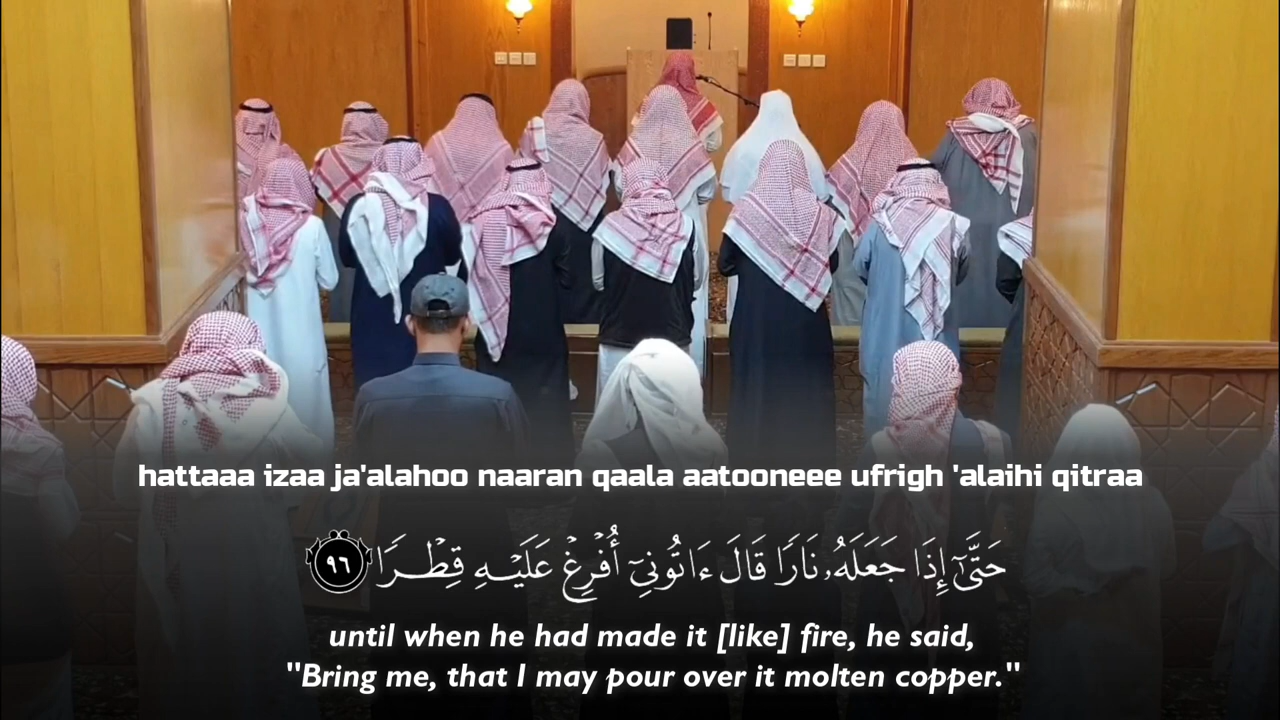 hattaaa izaa ja'alahoo naaran qaala aatooneee ufrigh 'alaihi qitraa
حَتَّىٰٓ إِذَا جَعَلَهُۥ نَارًا قَالَ ءَاتُونِىٓ أُفْرِغْ عَلَيْهِ قِطْرًا ٩٦
until when he had made it [like] fire, he said,
"Bring me, that I may pour over it molten copper."